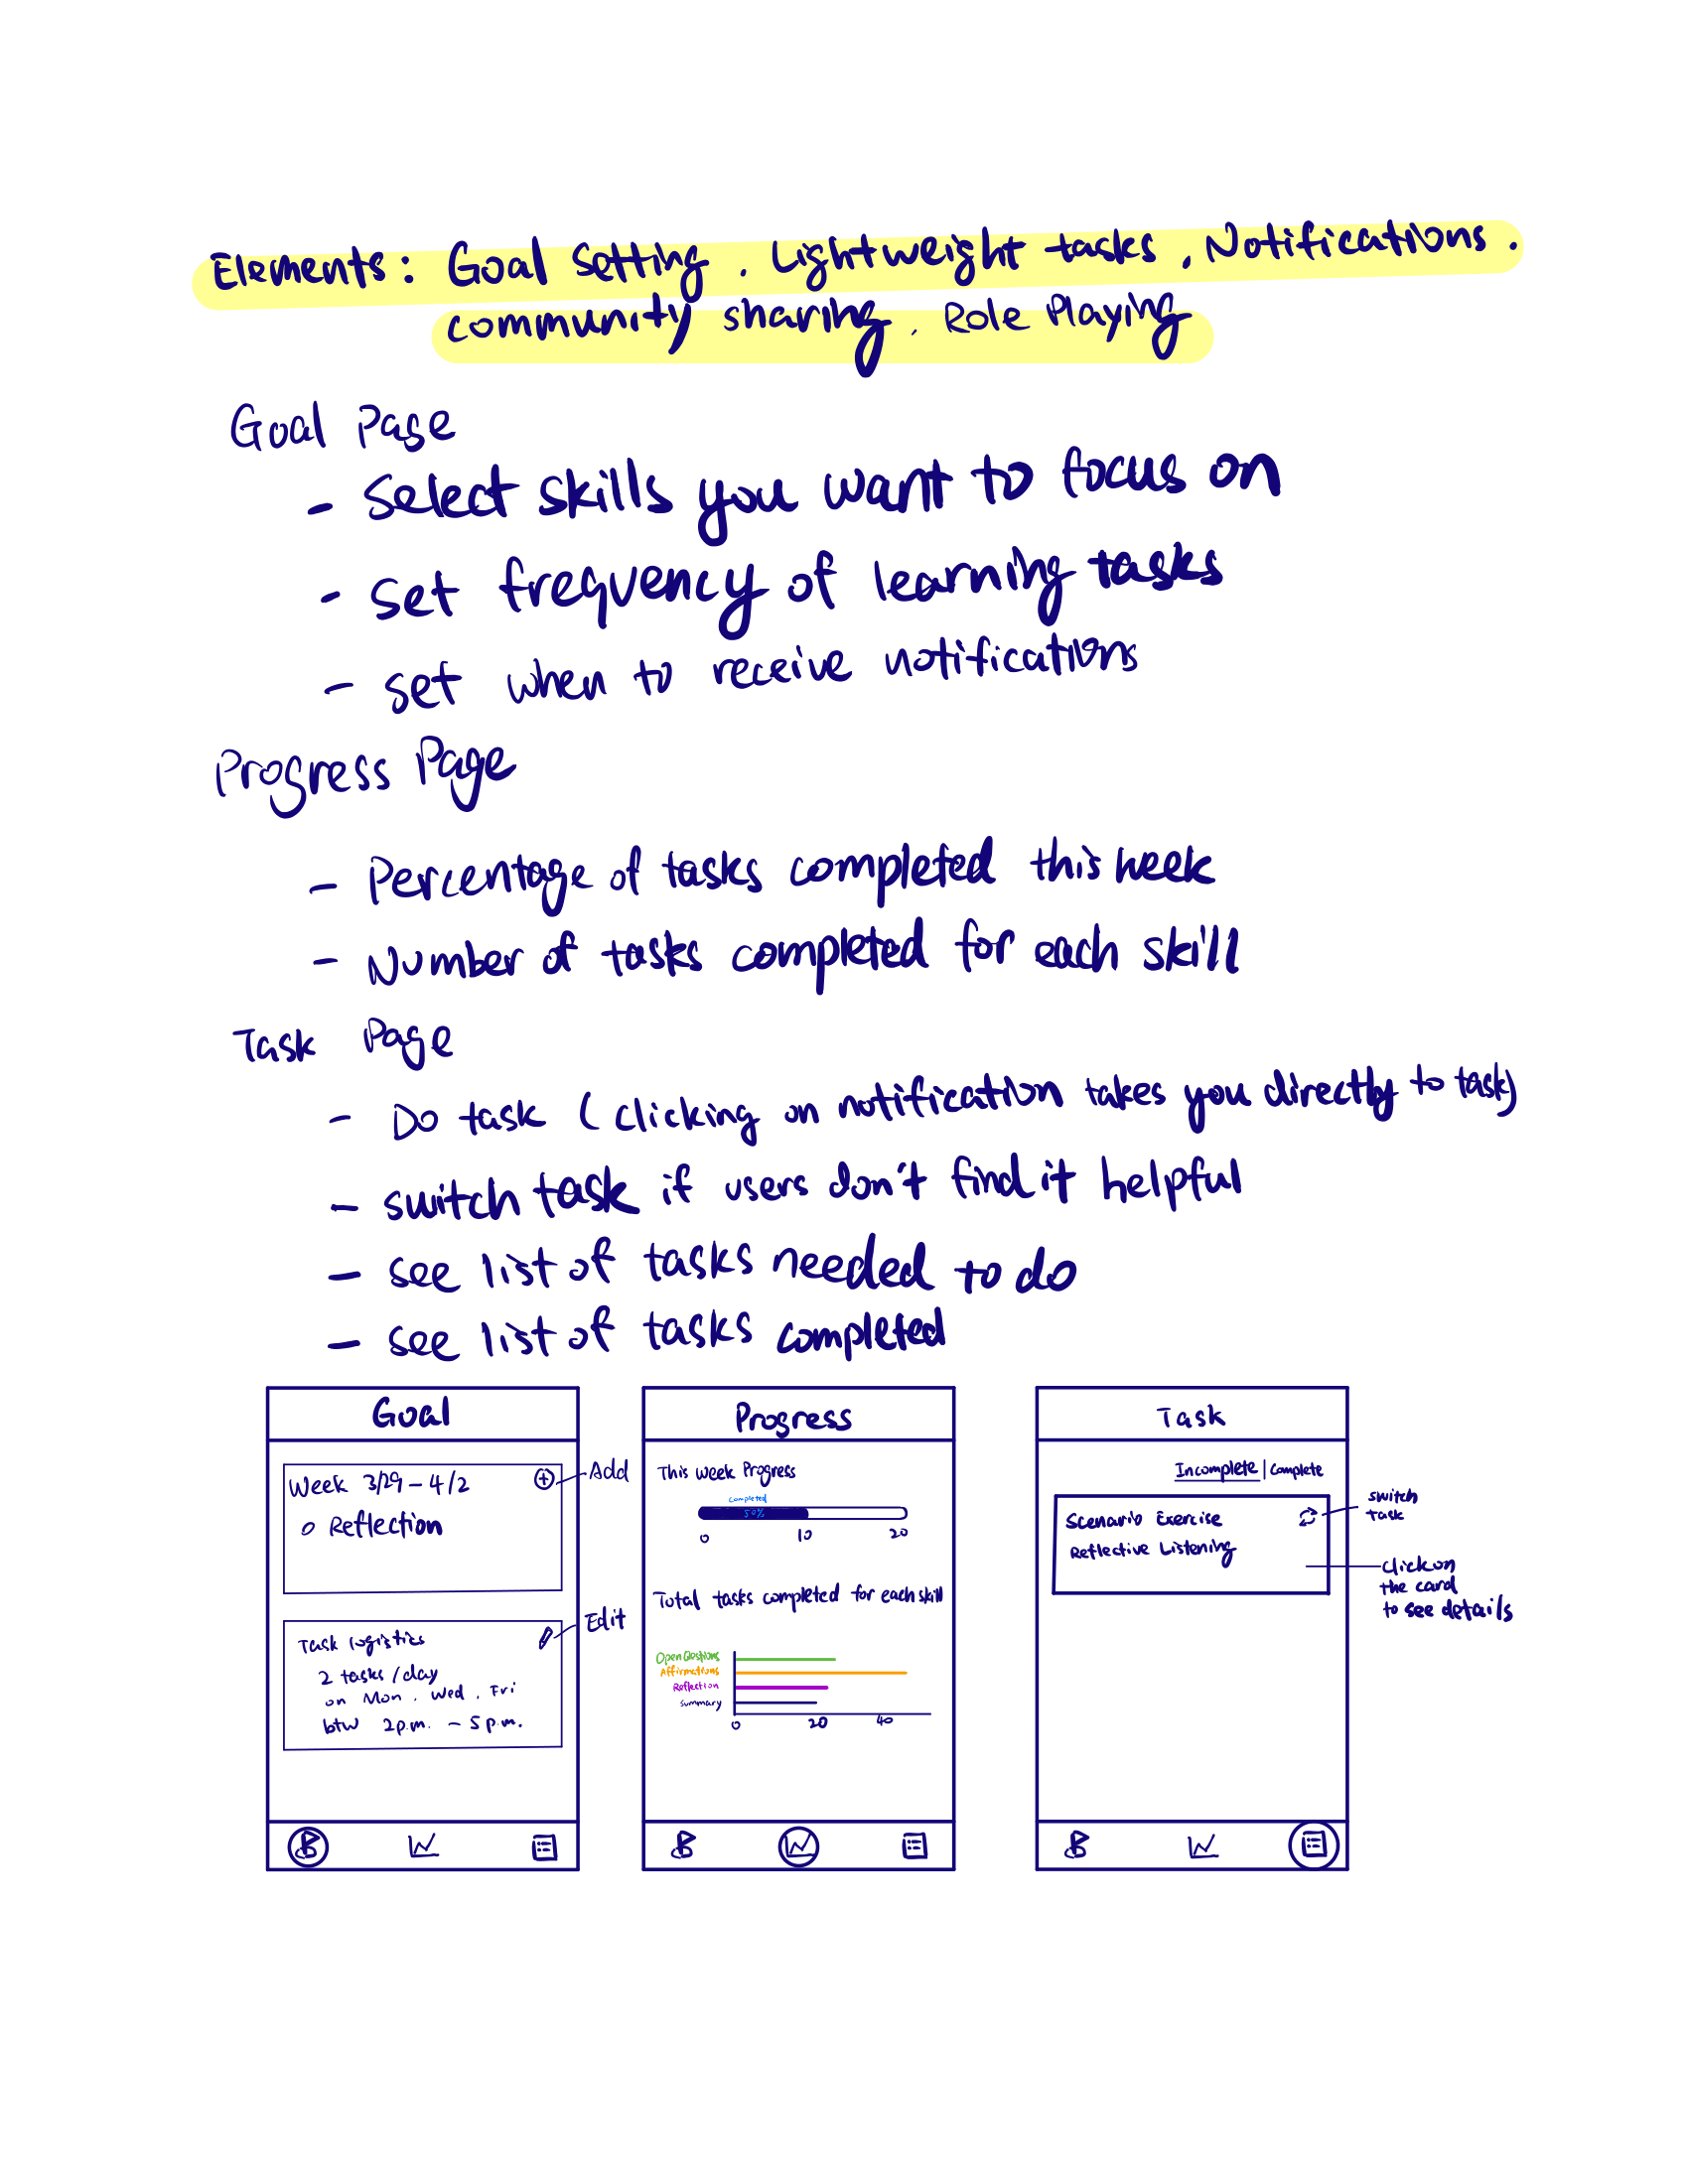 Elements: Goal Setting. Lightweight tasks, Notifications.
community sharing. Role Playing
Goal Page
- Select skills you want to focus on
- set frequency of learning tasks
- set when to receive notifications
Progress Page
- Percentage of tasks completed this week
- Number of tasks completed for each skill
Task Page
- Do task (clicking on notification takes you directly to task)
- switch task if users don't find it helpful
- see list of tasks needed to do
- see list of tasks completed
Goal
Week 3/29 - 4/2
Add
o Reflection
Task logistics
Edit
2 tasks/day
on Mon. Wed. Fri
btw 2p.m. - 5p.m.
Progress
This Week Progress
completed
50%
0 10 20
Total tasks completed for each skill
Open Questions
Affirmations
Reflection
Summary
0 20 40
Task
Incomplete | complete
Scenario Exercise
Reflective Listening
switch
task
click on
the card
to see details